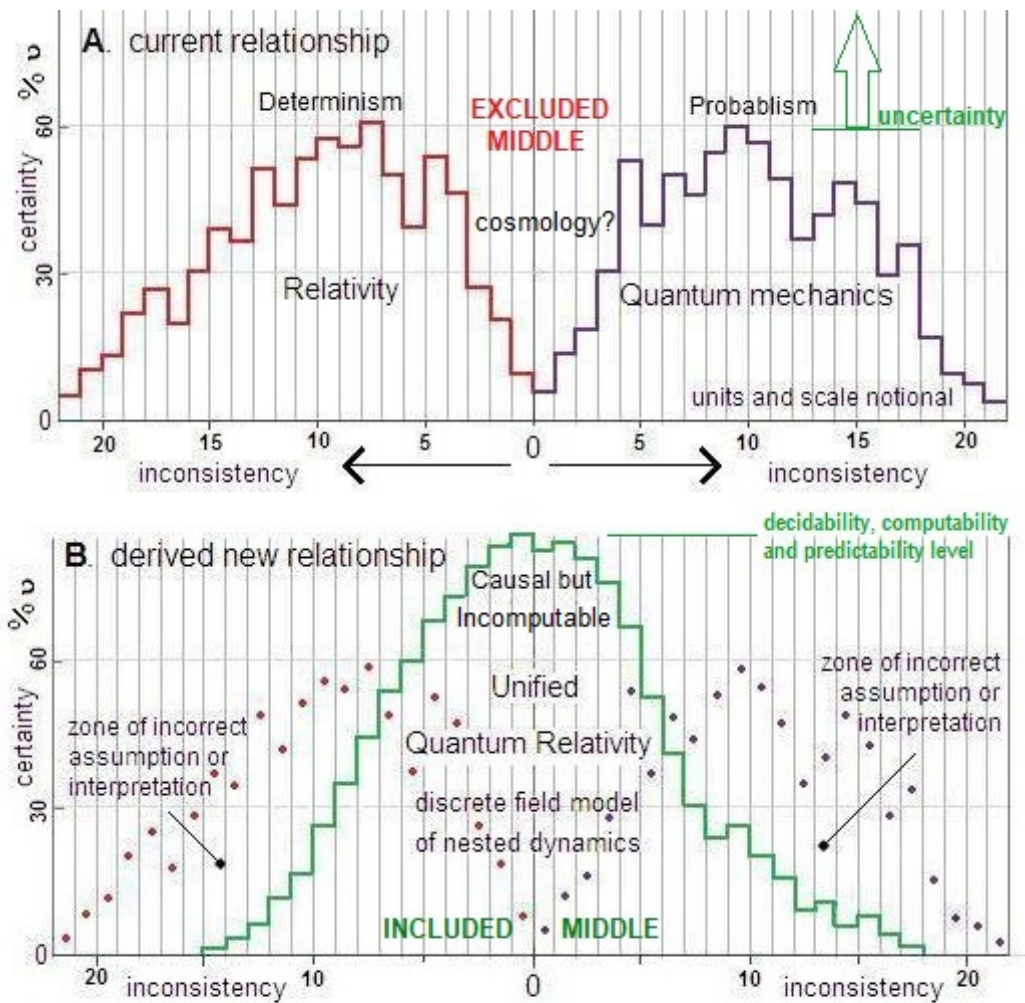 A. current relationship
% υ
certainty
60
30
0
Determinism
EXCLUDED
MIDDLE
Probablism
uncertainty
cosmology?
Relativity
Quantum mechanics
units and scale notional
20 15 10 5 0 5 10 15 20
inconsistency
inconsistency
B. derived new relationship
decidability, computability
and predictability level
% υ
certainty
60
30
0
Causal but
Incomputable
Unified
Quantum Relativity
discrete field model
of nested dynamics
zone of incorrect
assumption or
interpretation
zone of incorrect
assumption or
interpretation
INCLUDED MIDDLE
20 10 0 10 20
inconsistency
inconsistency